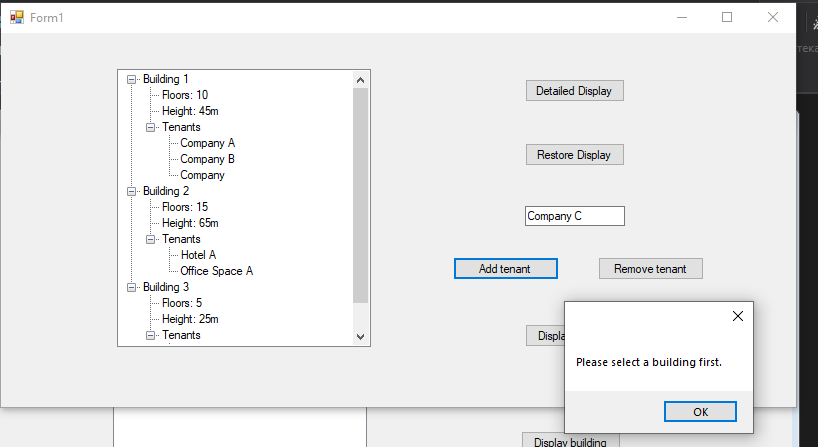 Form1
Building 1
Floors: 10
Height: 45m
Tenants
Company A
Company B
Company
Building 2
Floors: 15
Height: 65m
Tenants
Hotel A
Office Space A
Building 3
Floors: 5
Height: 25m
Tenants
Detailed Display
Restore Display
Company C
Add tenant Remove tenant
Please select a building first.
OK
Display building